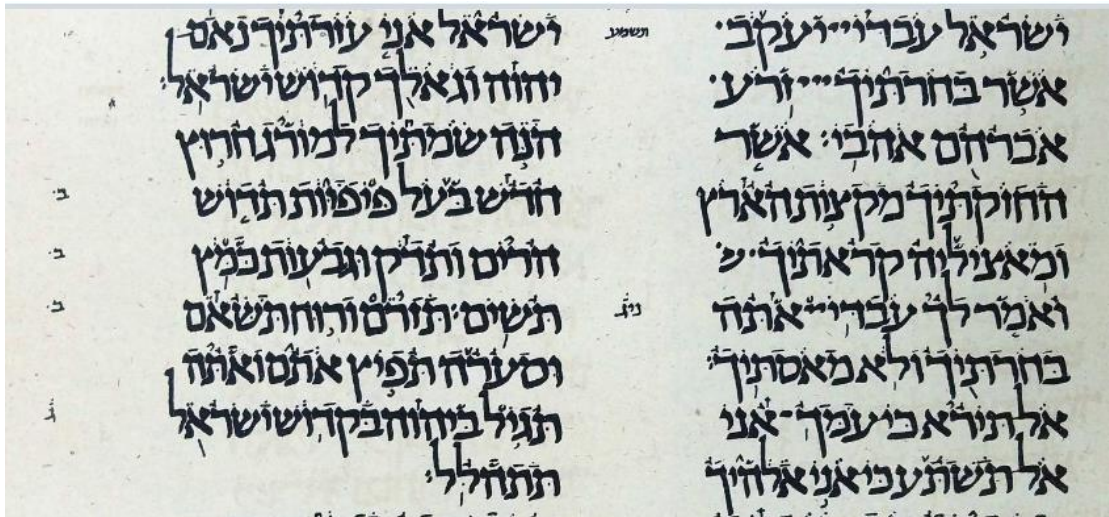 ישראל עבדי יעקב·
אשר בחרתיך זרע
אברהם אהבי: אשר
החזקתיך מקצות הארץ
ומאציליה קראתיך·
ואמר לך עבדי אתה
בחרתיך ולא מאסתיך:
אל תירא כי עמך אני
אל תשתע כי אני אלהיך
ישראל אני עזרתיך נאם
יהוה וגאלך קדוש ישראל:
הנה שמתיך למורג חרוץ
חדש בעל פיפיות תדוש
הרים ותדק וגבעות כמץ
תשים: תזרם ורוח תשאם
וסערה תפיץ אתם ואתה
תגיל ביהוה בקדוש ישראל
תתהלל:
ב·
ב·
ב·